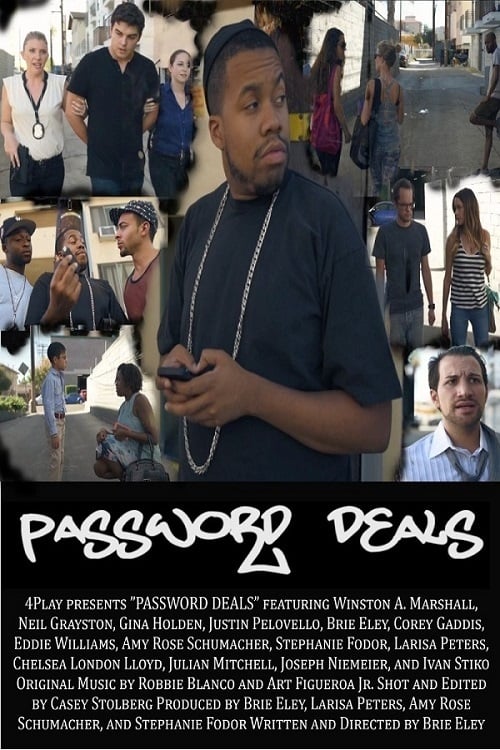 PASSWORD DEALS
4PLAY PRESENTS "PASSWORD DEALS" FEATURING WINSTON A. MARSHALL,
NEIL GRAYSTON, GINA HOLDEN, JUSTIN PELOVELLO, BRIE ELEY, COREY GADDIS,
EDDIE WILLIAMS, AMY ROSE SCHUMACHER, STEPHANIE FODOR, LARISA PETERS,
CHELSEA LONDON LLOYD, JULIAN MITCHELL, JOSEPH NIEMEIER, AND IVAN STIKO
ORIGINAL MUSIC BY ROBBIE BLANCO AND ART FIGUEROA JR. SHOT AND EDITED
BY CASEY STOLBERG PRODUCED BY BRIE ELEY, LARISA PETERS, AMY ROSE
SCHUMACHER, AND STEPHANIE FODOR WRITTEN AND DIRECTED BY BRIE ELEY